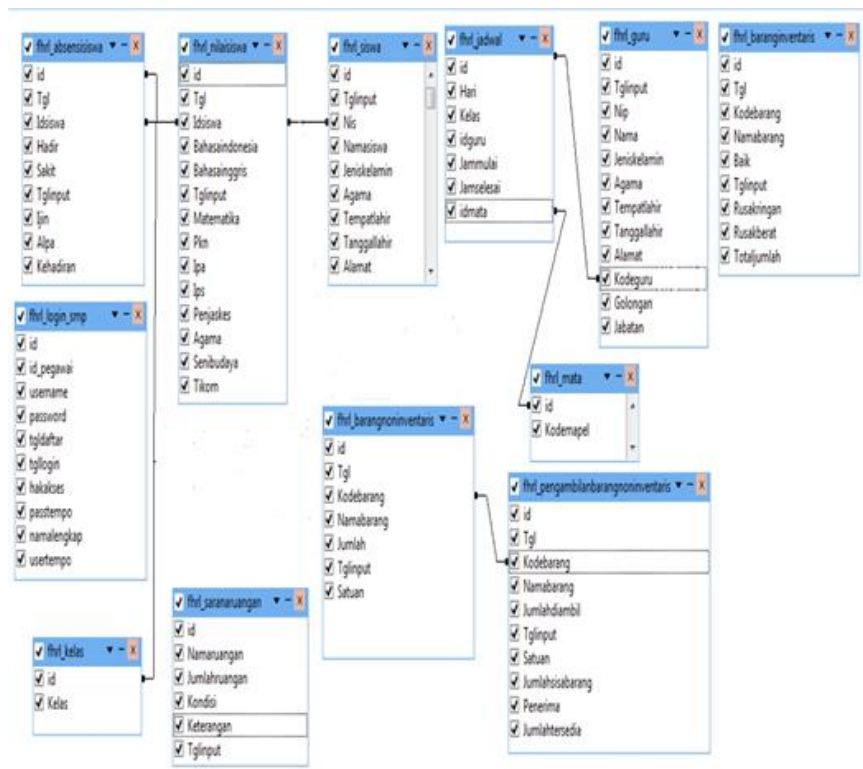 fhrl_absensisiswa
id
Tgl
Idsiswa
Hadir
Sakit
Tglinput
Ijin
Alpa
Kehadiran
fhrl_nilaisiswa
id
Tgl
Idsiswa
Bahasaindonesia
Bahasainggris
Tglinput
Matematika
Pkn
Ipa
Ips
Penjaskes
Agama
Senibudaya
Tikom
fhrl_siswa
id
Tglinput
Nis
Namasiswa
Jeniskelamin
Agama
Tempatlahir
Tanggallahir
Alamat
fhrl_jadwal
id
Hari
Kelas
idguru
Jammulai
Jamselesai
idmata
fhrl_guru
id
Tglinput
Nip
Nama
Jeniskelamin
Agama
Tempatlahir
Tanggallahir
Alamat
Kodeguru
Golongan
Jabatan
fhrl_baranginventaris
id
Tgl
Kodebarang
Namabarang
Baik
Tglinput
Rusakringan
Rusakberat
Totaljumlah
fhrl_login_smp
id
id_pegawai
username
password
tgldaftar
tgllogin
hakakses
passtempo
namalengkap
usertempo
fhrl_mata
id
Kodemapel
fhrl_barangnoninventaris
id
Tgl
Kodebarang
Namabarang
Jumlah
Tglinput
Satuan
fhrl_pengambilanbarangnoninventaris
id
Tgl
Kodebarang
Namabarang
Jumlahdiambil
Tglinput
Satuan
Jumlahsisabarang
Penerima
Jumlahtersedia
fhrl_saranaruangan
id
Namaruangan
Jumlahruangan
Kondisi
Keterangan
Tglinput
fhrl_kelas
id
Kelas